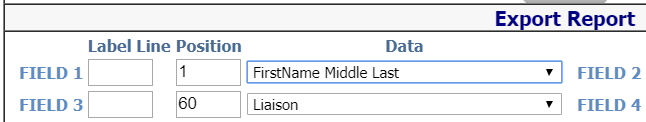 Export Report
Label Line Position Data
FIELD 1 1 FirstName Middle Last FIELD 2
FIELD 3 60 Liaison FIELD 4